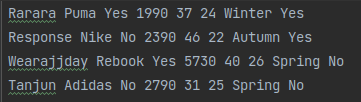 Rarara Puma Yes 1990 37 24 Winter Yes
Response Nike No 2390 46 22 Autumn Yes
Wearajjday Rebook Yes 5730 40 26 Spring No
Tanjun Adidas No 2790 31 25 Spring No